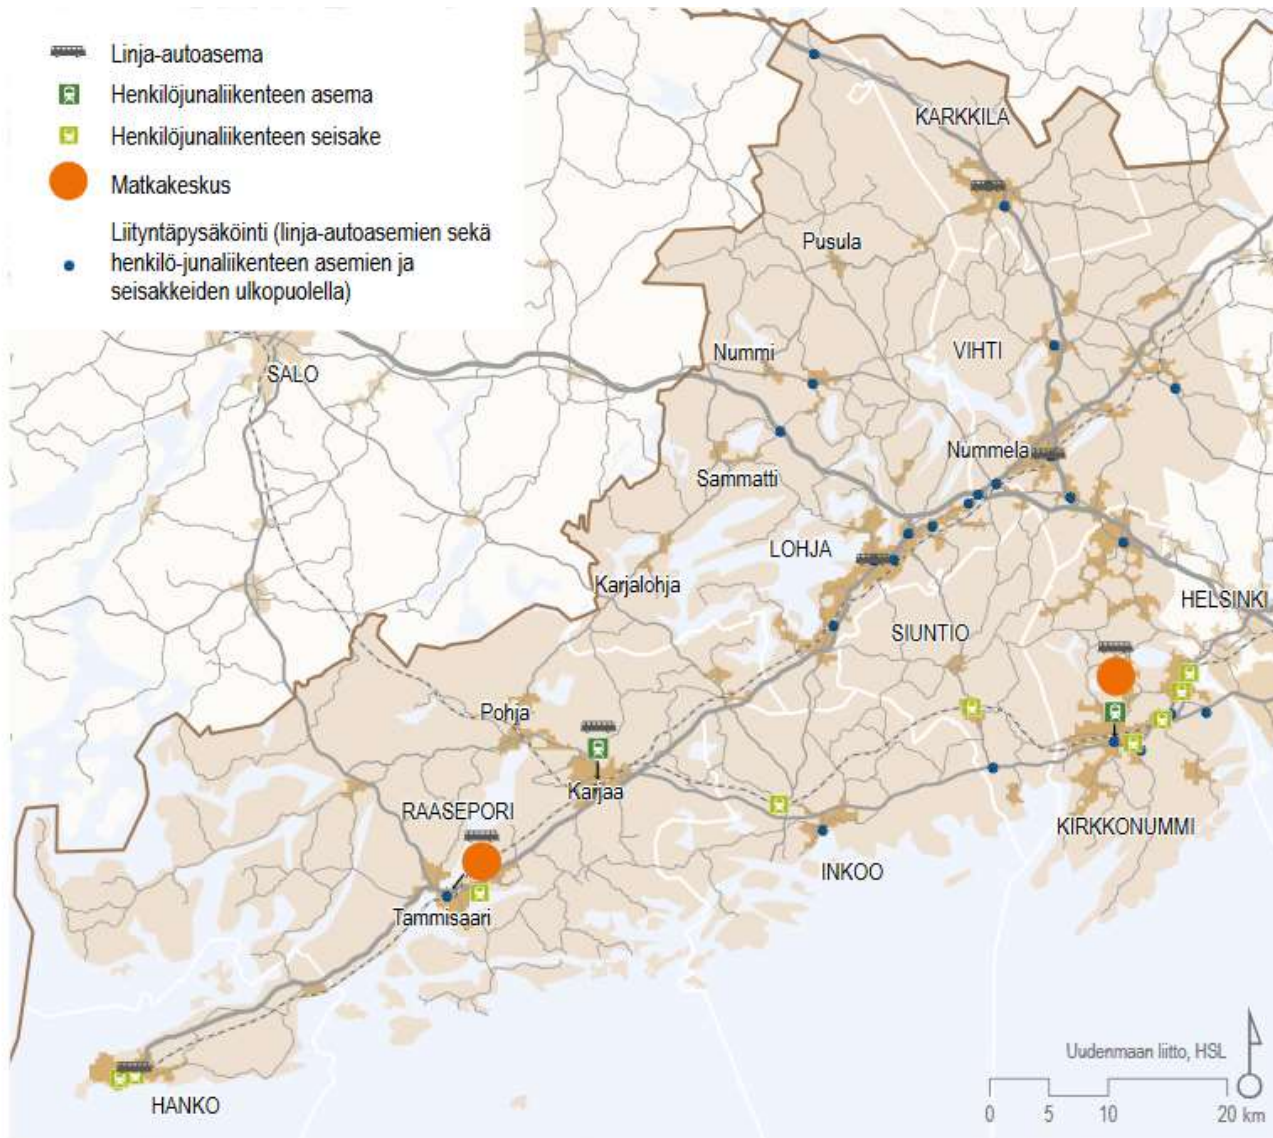 Linja-autoasema
Henkilöjunaliikenteen asema
Henkilöjunaliikenteen seisake
Matkakeskus
Liityntäpysäköinti (linja-autoasemien sekä
henkilö-junaliikenteen asemien ja
seisakkeiden ulkopuolella)
KARKKILA
Pusula
Nummi
VIHTI
SALO
Nummela
Sammatti
LOHJA
Karjalohja
HELSINKI
SIUNTIO
Pohja
Karjaa
RAASEPORI
KIRKKONUMMI
INKOO
Tammisaari
Uudenmaan liitto, HSL
HANKO
0 5 10 20 km